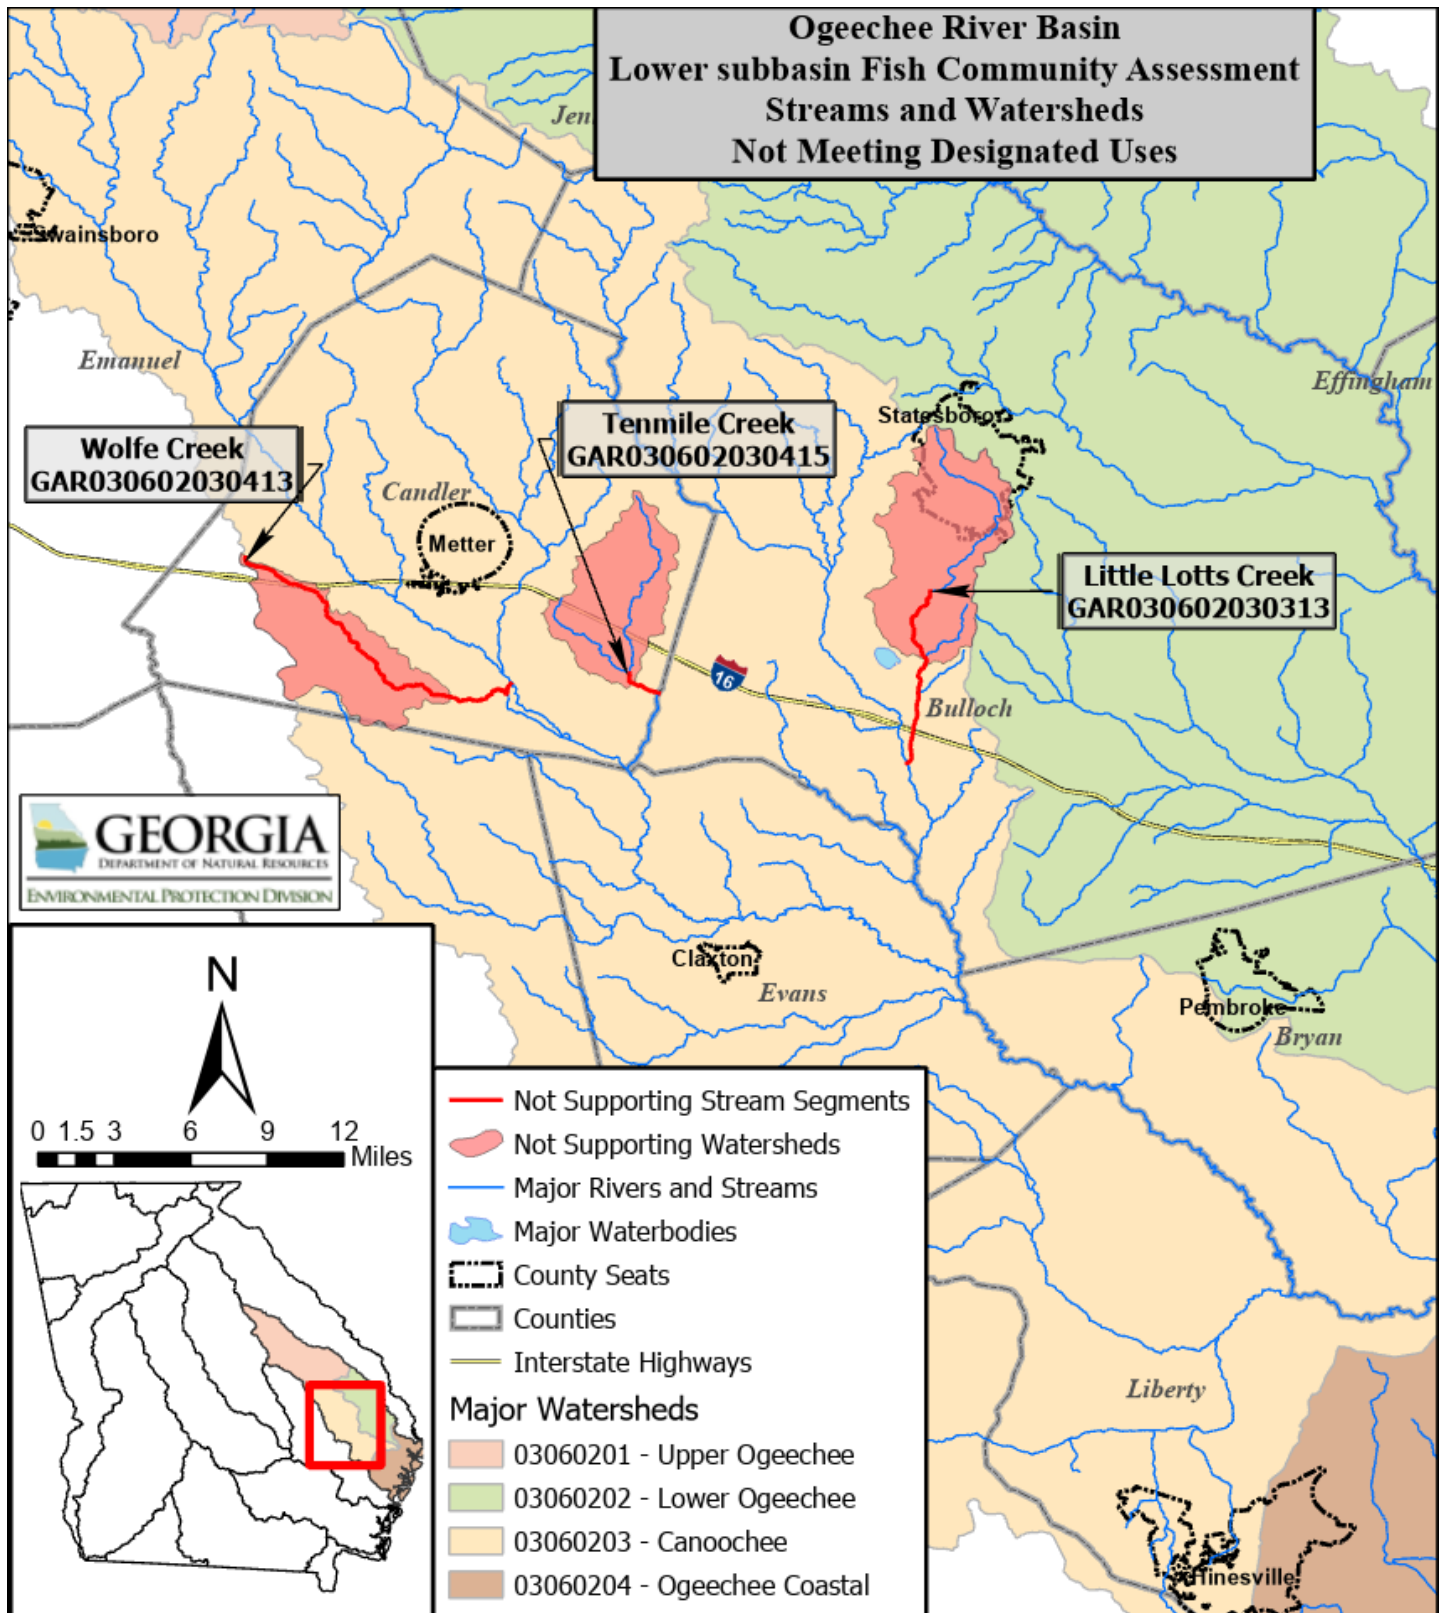 Ogeechee River Basin
Lower subbasin Fish Community Assessment
Streams and Watersheds
Not Meeting Designated Uses
Jen
Swainsboro
Emanuel
Effingham
Statesboro
Tenmile Creek
GAR030602030415
Wolfe Creek
GAR030602030413
Candler
Metter
Little Lotts Creek
GAR030602030313
16
Bulloch
GEORGIA
DEPARTMENT OF NATURAL RESOURCES
ENVIRONMENTAL PROTECTION DIVISION
Claxton
Evans
Pembroke
Bryan
N
0 1.5 3 6 9 12
Miles
Not Supporting Stream Segments
Not Supporting Watersheds
Major Rivers and Streams
Major Waterbodies
County Seats
Counties
Interstate Highways
Major Watersheds
03060201 - Upper Ogeechee
03060202 - Lower Ogeechee
03060203 - Canoochee
03060204 - Ogeechee Coastal
Liberty
Hinesville